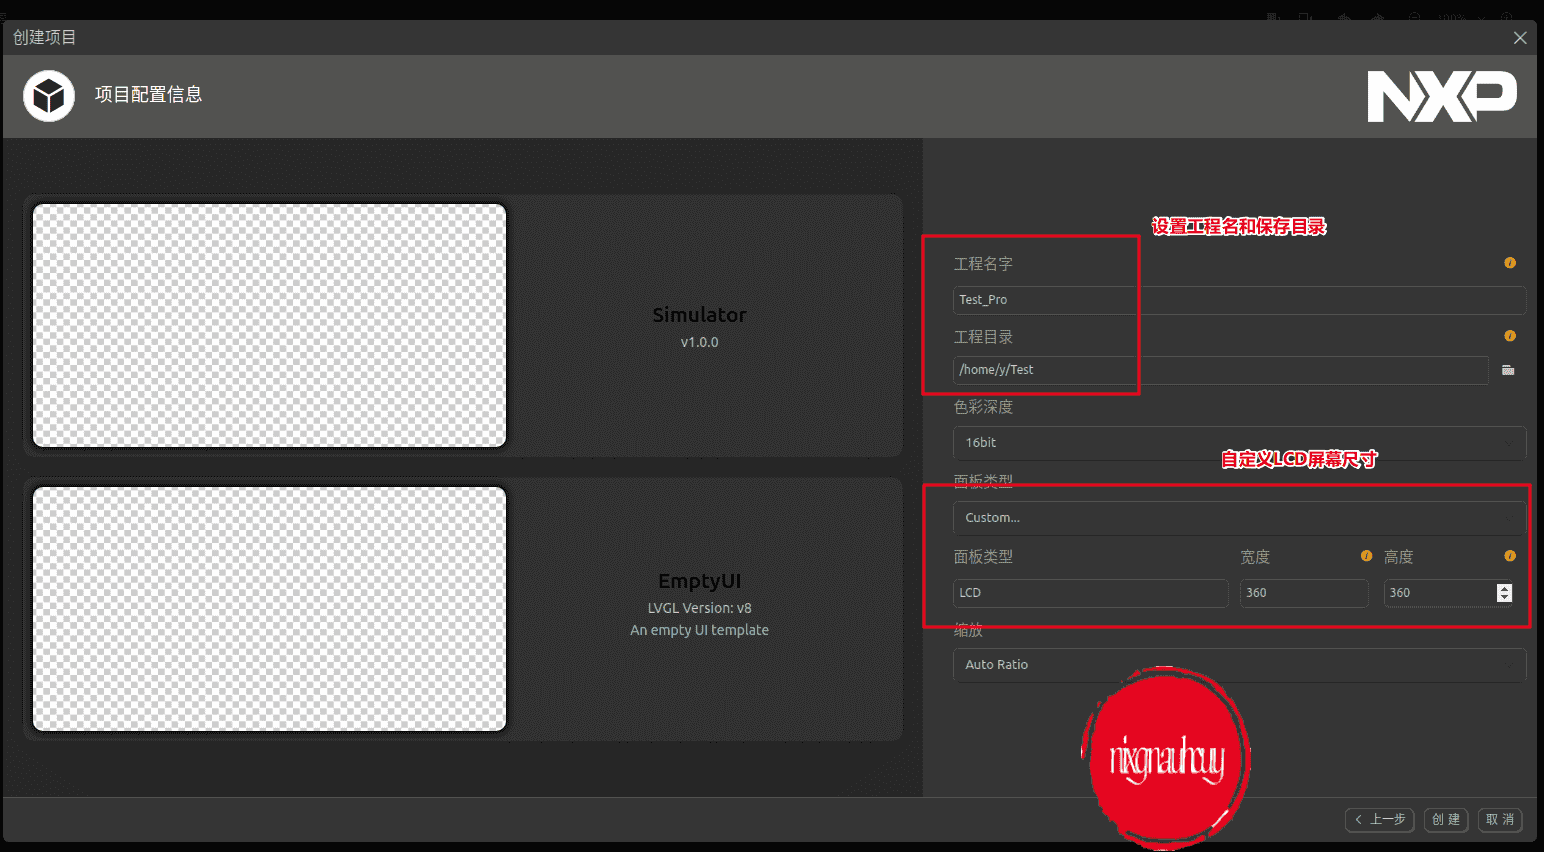 100%
创建项目
项目配置信息
NXP
Simulator
v1.0.0
EmptyUI
LVGL Version: v8
An empty UI template
设置工程名和保存目录
工程名字
Test_Pro
工程目录
/home/y/Test
色彩深度
16bit
自定义LCD屏幕尺寸
面板类型
Custom...
面板类型 宽度 高度
LCD 360 360
缩放
Auto Ratio
nixgnauhcuy
上一步 创 建 取 消